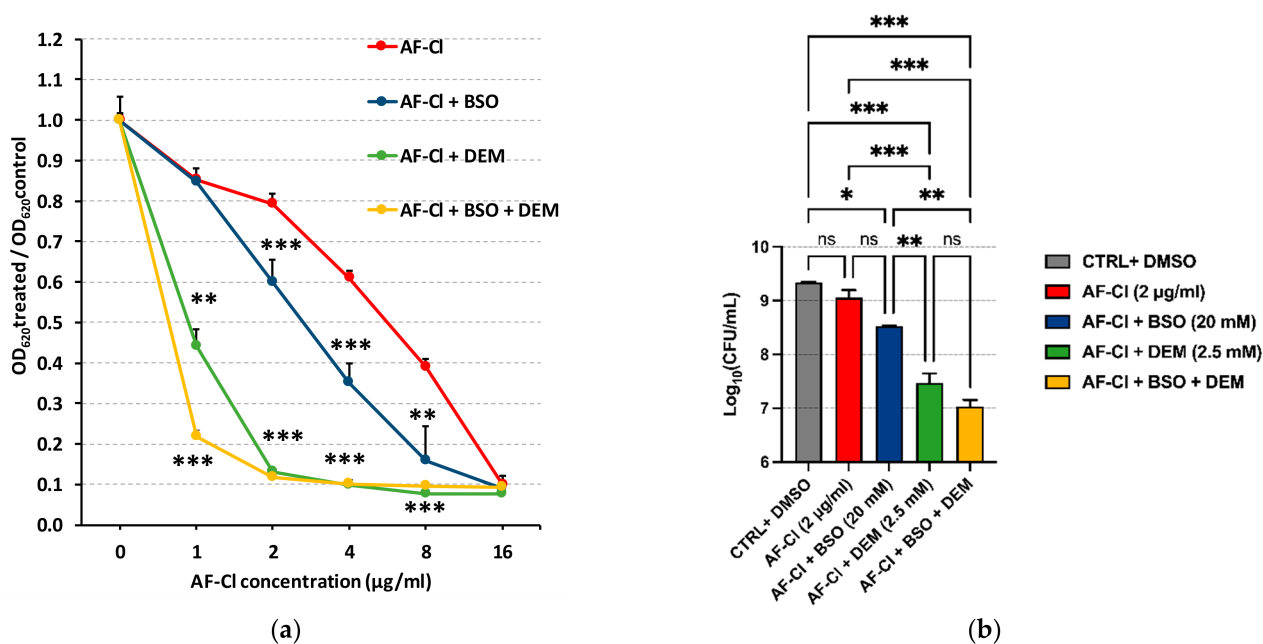 1.2
1.1
1.0
0.9
0.8
0.7
0.6
0.5
0.4
0.3
0.2
0.1
0.0
OD620treated / OD620control
AF-Cl
AF-Cl + BSO
AF-Cl + DEM
AF-Cl + BSO + DEM
***
**
***
**
***
***
***
***
0 1 2 4 8 16
AF-Cl concentration (µg/ml)
(a)
***
***
***
***
* **
ns ns ** ns
10
9
8
7
6
Log10(CFU/mL)
CTRL+ DMSO
AF-Cl (2 µg/ml)
AF-Cl + BSO (20 mM)
AF-Cl + DEM (2.5 mM)
AF-Cl + BSO + DEM
CTRL+ DMSO
AF-Cl (2 µg/ml)
AF-Cl + BSO (20 mM)
AF-Cl + DEM (2.5 mM)
AF-Cl + BSO + DEM
(b)